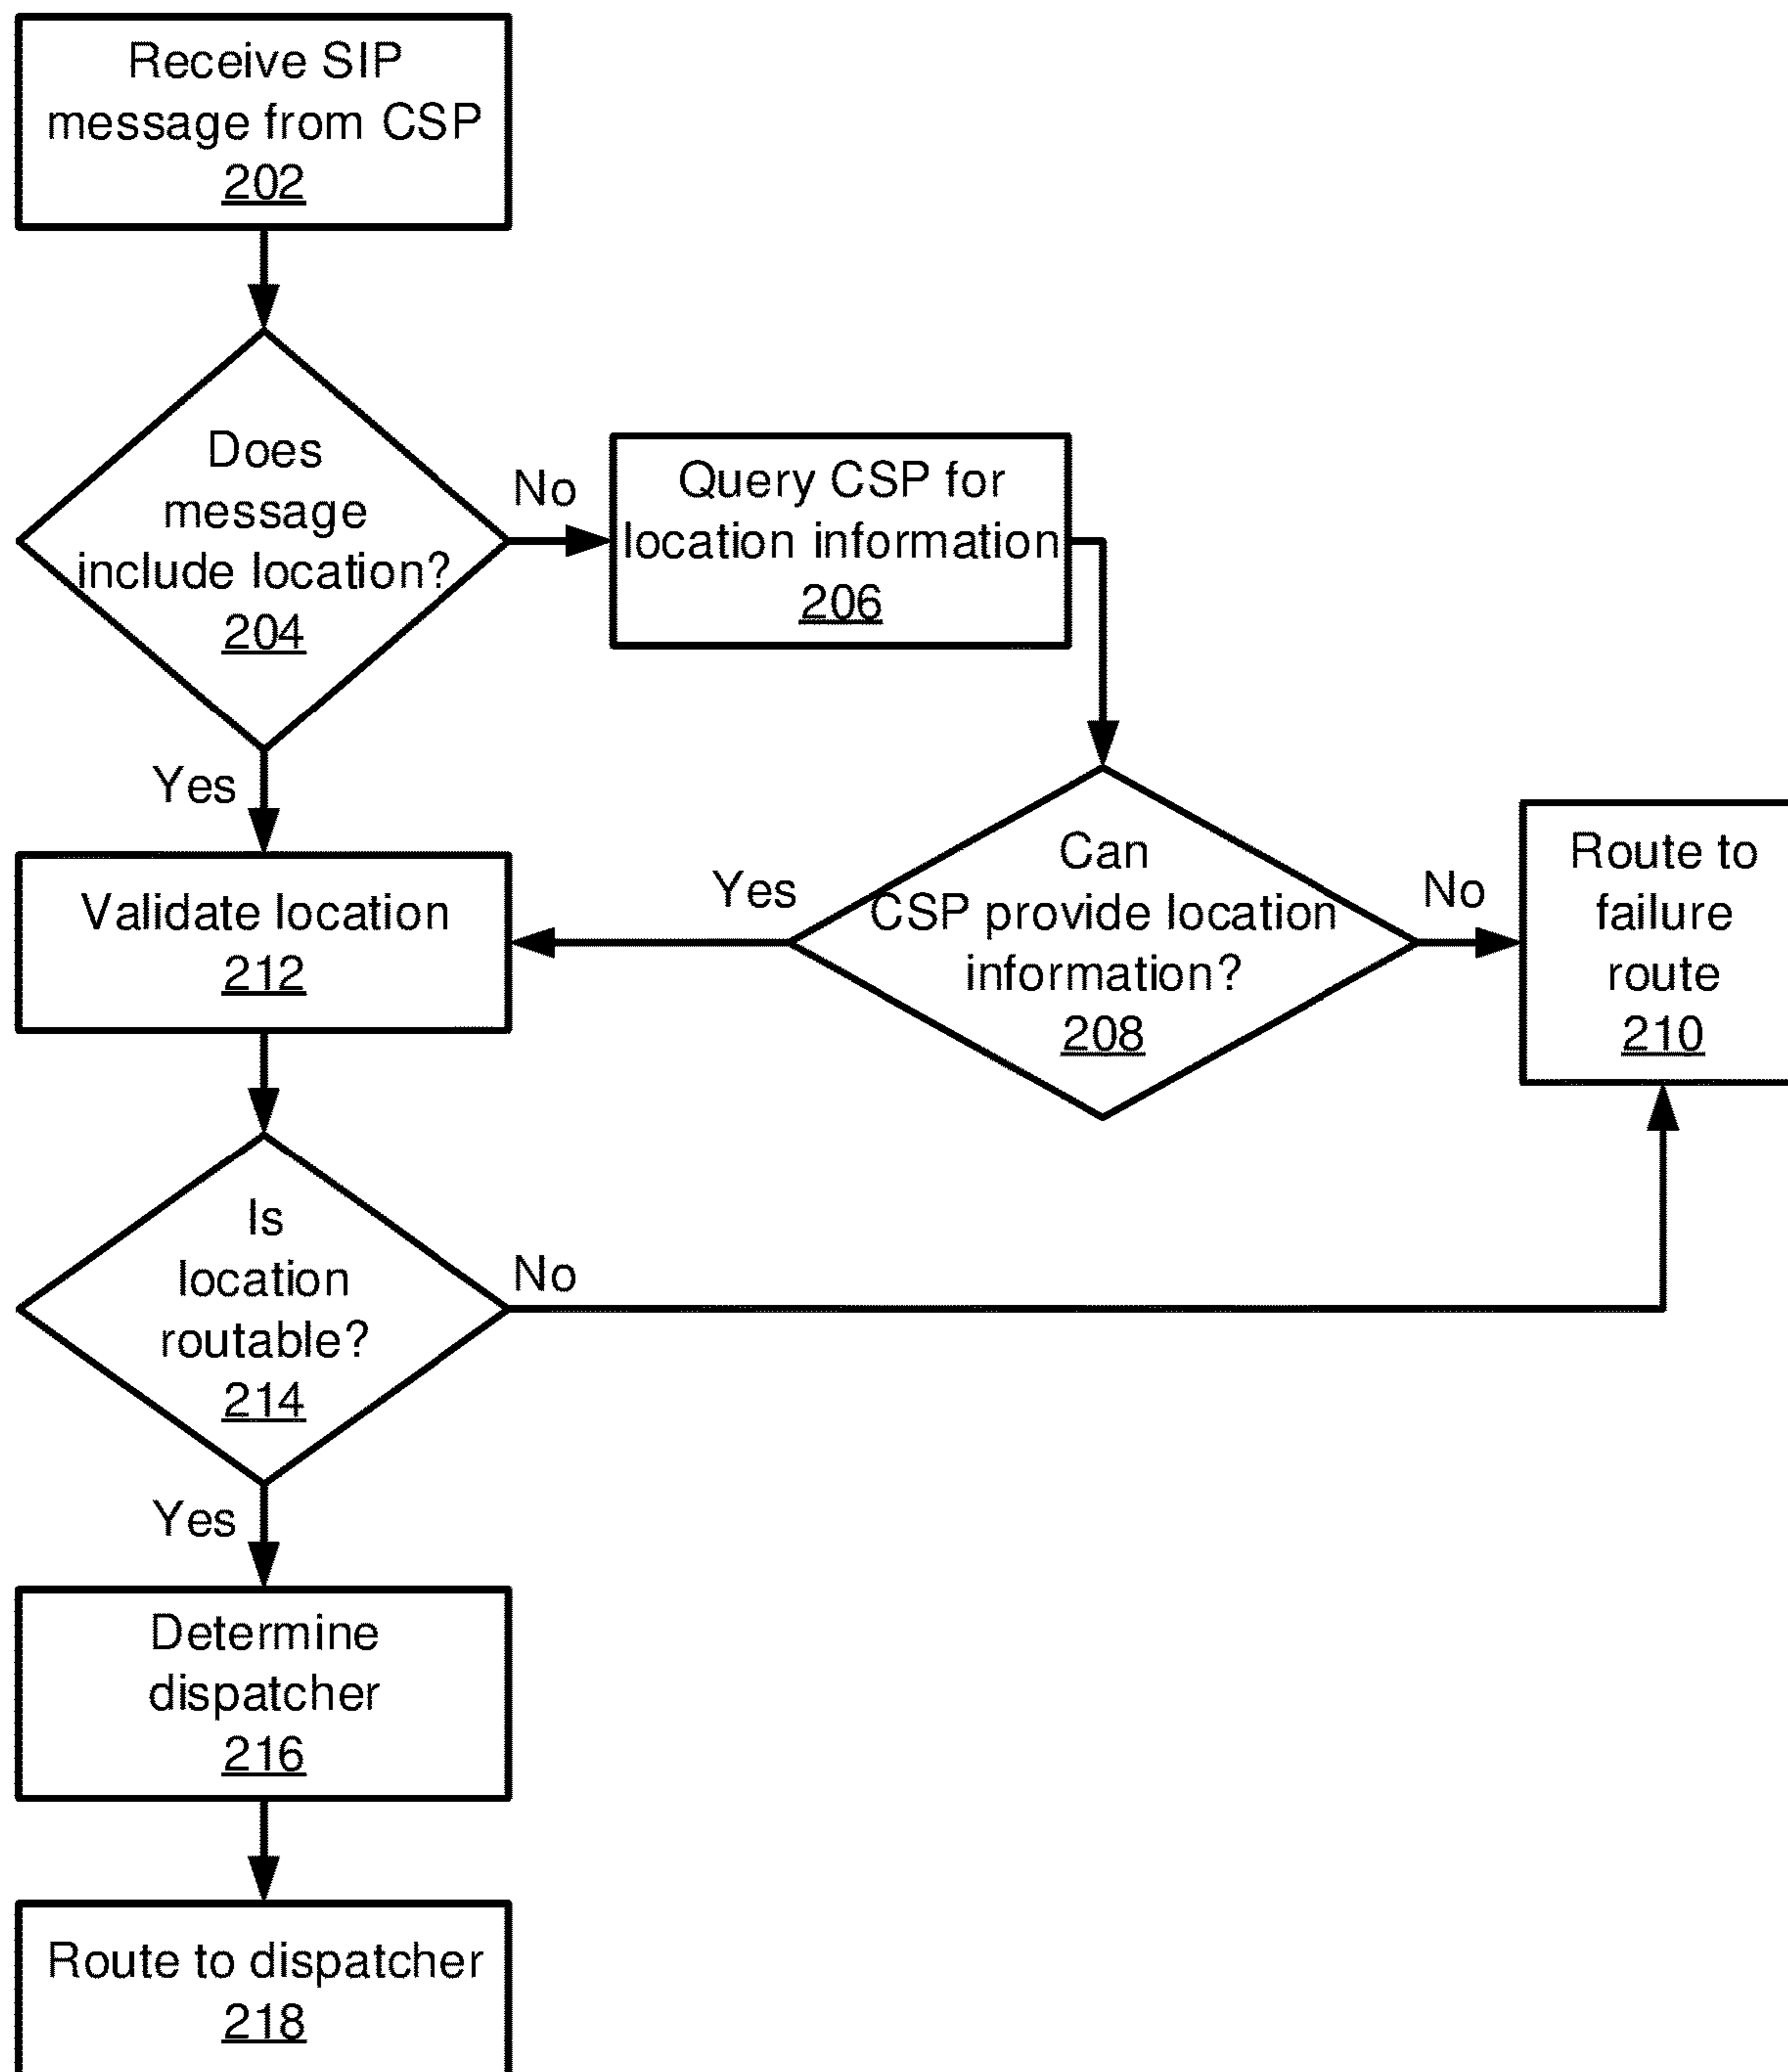 Receive SIP
message from CSP
202
Does
message
include location?
204
No
Query CSP for
location information
206
Yes
Validate location
212
Yes
Can
CSP provide location
information?
208
No
Route to
failure
route
210
Is
location
routable?
214
No
Yes
Determine
dispatcher
216
Route to dispatcher
218